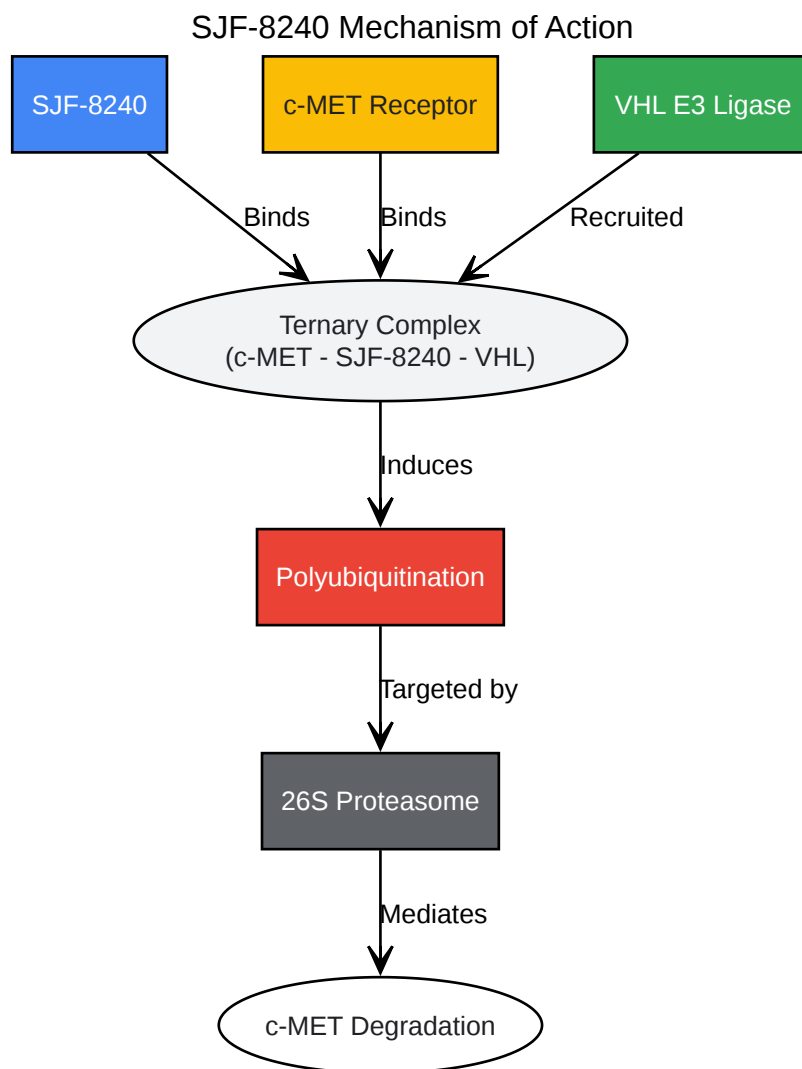 SJF-8240 Mechanism of Action
SJF-8240
c-MET Receptor
VHL E3 Ligase
Binds
Binds
Recruited
Ternary Complex
(c-MET - SJF-8240 - VHL)
Induces
Polyubiquitination
Targeted by
26S Proteasome
Mediates
c-MET Degradation